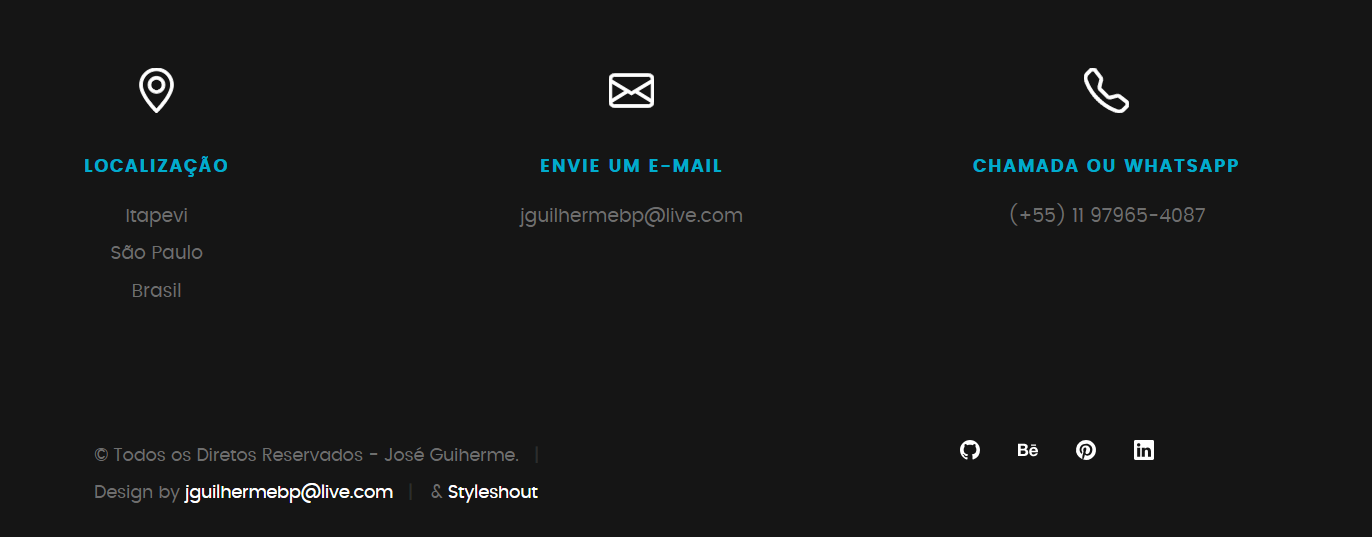 LOCALIZAÇÃO
Itapevi
São Paulo
Brasil
ENVIE UM E-MAIL
jguilhermebp@live.com
CHAMADA OU WHATSAPP
(+55) 11 97965-4087
© Todos os Diretos Reservados - José Guiherme. |
Design by jguilhermebp@live.com | & Styleshout
Bē
in